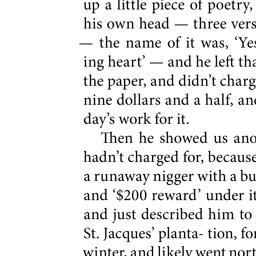 up a little piece of poetry,
his own head — three vers
— the name of it was, ‘Yes
ing heart’ — and he left tha
the paper, and didn’t charg
nine dollars and a half, an
day’s work for it.
Then he showed us ano
hadn’t charged for, because
a runaway nigger with a bu
and ‘$200 reward’ under it
and just described him to
St. Jacques’ planta- tion, fo
winter, and likely went nort